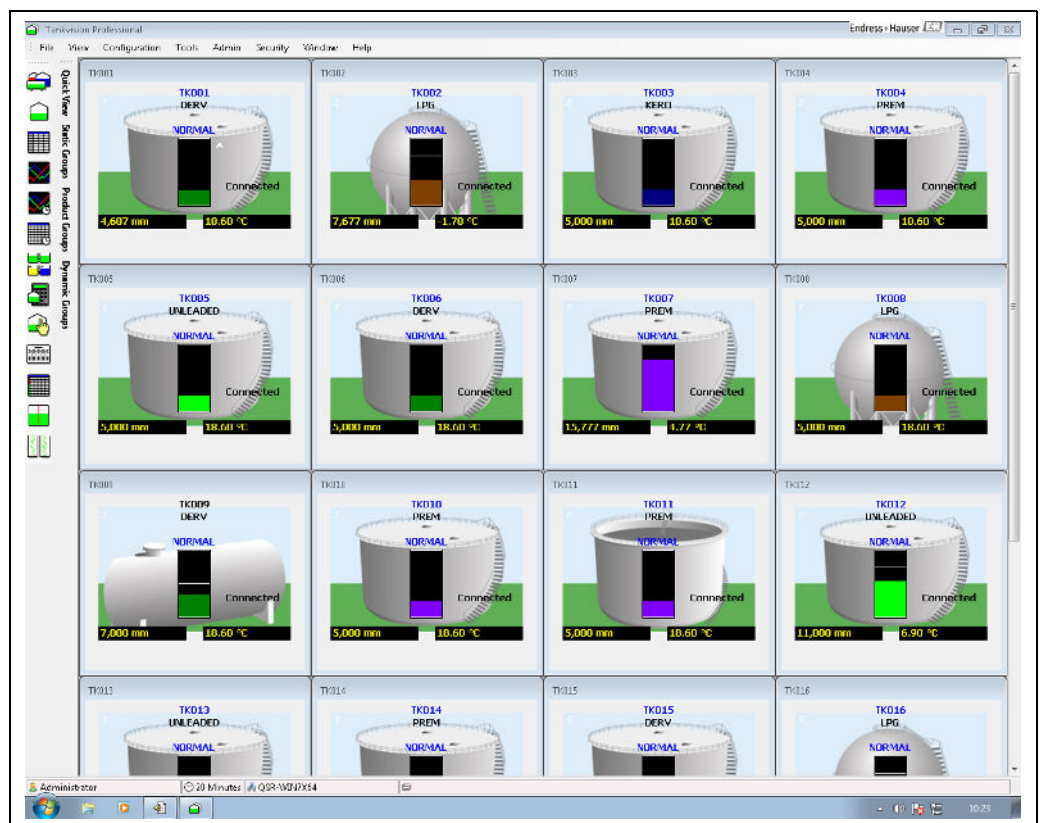 Tankvision Professional
Endress+Hauser
File View Configuration Tools Admin Security Window Help
Quick View Static Groups Product Groups Dynamic Groups
TK001 TK002 TK003 TK004
TK001 TK002 TK003 TK004
DERV LPG KERO PREM
NORMAL NORMAL NORMAL NORMAL
Connected Connected Connected Connected
4,607 mm 18.60 °C 7,677 mm -1.70 °C 5,000 mm 18.60 °C 5,000 mm 18.60 °C
TK005 TK006 TK007 TK008
TK005 TK006 TK007 TK008
UNLEADED DERV PREM LPG
NORMAL NORMAL NORMAL NORMAL
Connected Connected Connected Connected
5,000 mm 18.60 °C 5,000 mm 18.60 °C 15,777 mm 4.77 °C 5,000 mm 18.60 °C
TK009 TK010 TK011 TK012
TK009 TK010 TK011 TK012
DERV PREM PREM UNLEADED
NORMAL NORMAL NORMAL NORMAL
Connected Connected Connected Connected
7,000 mm 18.60 °C 5,000 mm 18.60 °C 5,000 mm 18.60 °C 11,000 mm 6.90 °C
TK013 TK014 TK015 TK016
TK013 TK014 TK015 TK016
UNLEADED PREM DERV LPG
NORMAL NORMAL NORMAL NORMAL
Administrator 20 Minutes QSR-WIN7X64
10:23